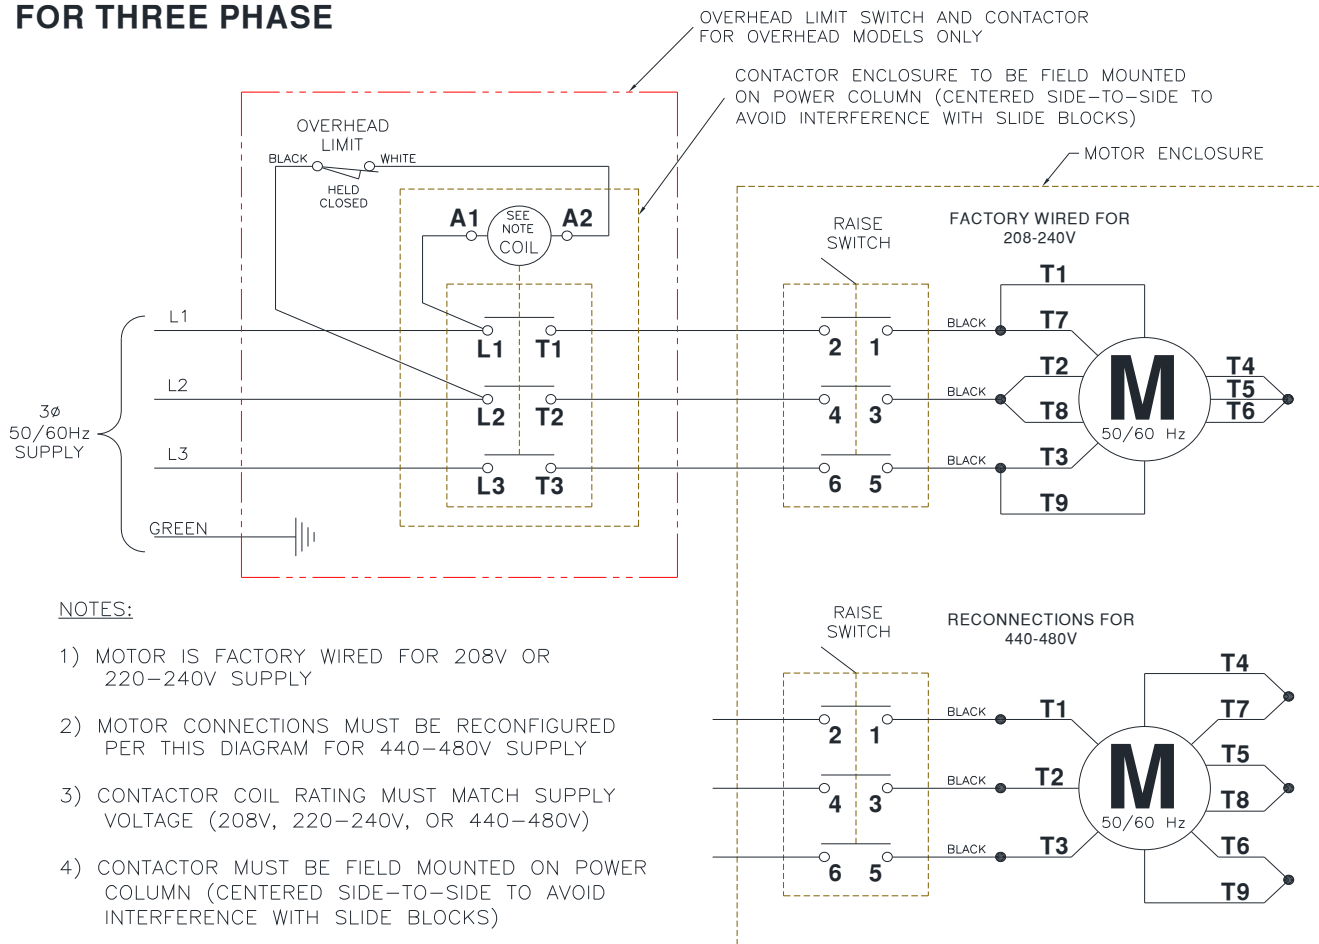 FOR THREE PHASE
OVERHEAD LIMIT SWITCH AND CONTACTOR
FOR OVERHEAD MODELS ONLY
CONTACTOR ENCLOSURE TO BE FIELD MOUNTED
ON POWER COLUMN (CENTERED SIDE-TO-SIDE TO
AVOID INTERFERENCE WITH SLIDE BLOCKS)
MOTOR ENCLOSURE
OVERHEAD
LIMIT
BLACK
WHITE
HELD
CLOSED
A1
SEE
NOTE
COIL
A2
RAISE
SWITCH
FACTORY WIRED FOR
208-240V
3ø
50/60Hz
SUPPLY
L1
L2
L3
GREEN
L1 T1
L2 T2
L3 T3
2 1
4 3
6 5
BLACK
BLACK
BLACK
T1
T7
T2
T8
T3
T9
M
50/60 Hz
T4
T5
T6
NOTES:
1) MOTOR IS FACTORY WIRED FOR 208V OR
220-240V SUPPLY
2) MOTOR CONNECTIONS MUST BE RECONFIGURED
PER THIS DIAGRAM FOR 440-480V SUPPLY
3) CONTACTOR COIL RATING MUST MATCH SUPPLY
VOLTAGE (208V, 220-240V, OR 440-480V)
4) CONTACTOR MUST BE FIELD MOUNTED ON POWER
COLUMN (CENTERED SIDE-TO-SIDE TO AVOID
INTERFERENCE WITH SLIDE BLOCKS)
RAISE
SWITCH
RECONNECTIONS FOR
440-480V
2 1
4 3
6 5
BLACK
BLACK
BLACK
T1
T2
T3
M
50/60 Hz
T4
T7
T5
T8
T6
T9